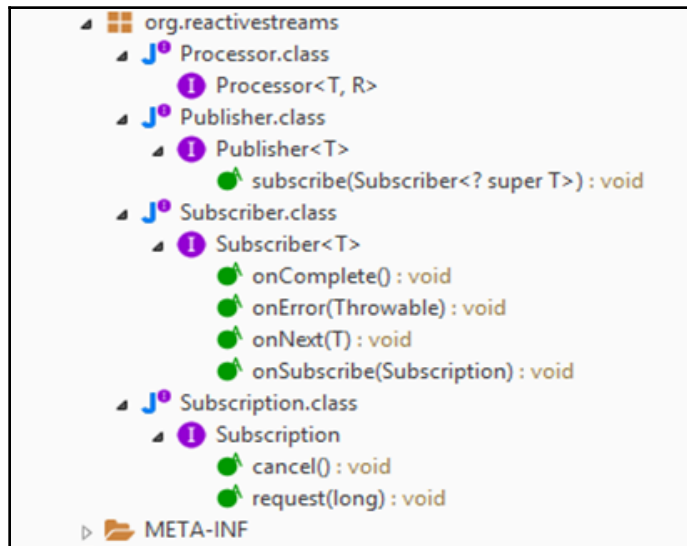 org.reactivestreams
Processor.class
Processor<T, R>
Publisher.class
Publisher<T>
subscribe(Subscriber<? super T>) : void
Subscriber.class
Subscriber<T>
onComplete() : void
onError(Throwable) : void
onNext(T) : void
onSubscribe(Subscription) : void
Subscription.class
Subscription
cancel() : void
request(long) : void
META-INF